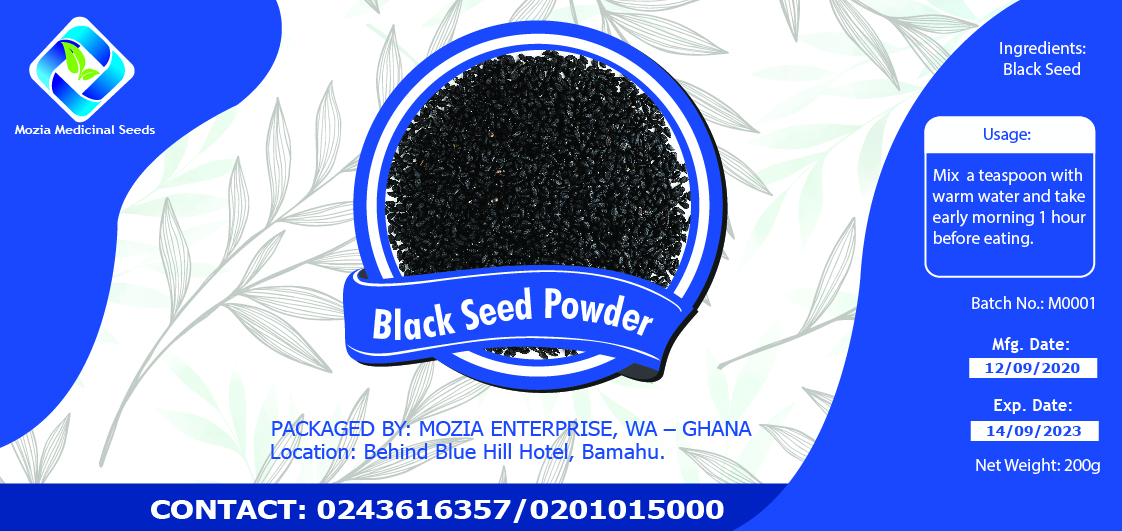 Mozia Medicinal Seeds
Black Seed Powder
PACKAGED BY: MOZIA ENTERPRISE, WA – GHANA
Location: Behind Blue Hill Hotel, Bamahu.
CONTACT: 0243616357/0201015000
Ingredients:
Black Seed
Usage:
Mix a teaspoon with
warm water and take
early morning 1 hour
before eating.
Batch No.: M0001
Mfg. Date:
12/09/2020
Exp. Date:
14/09/2023
Net Weight: 200g